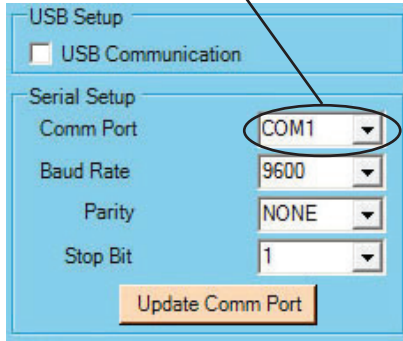 USB Setup
USB Communication
Serial Setup
Comm Port COM1
Baud Rate 9600
Parity NONE
Stop Bit 1
Update Comm Port